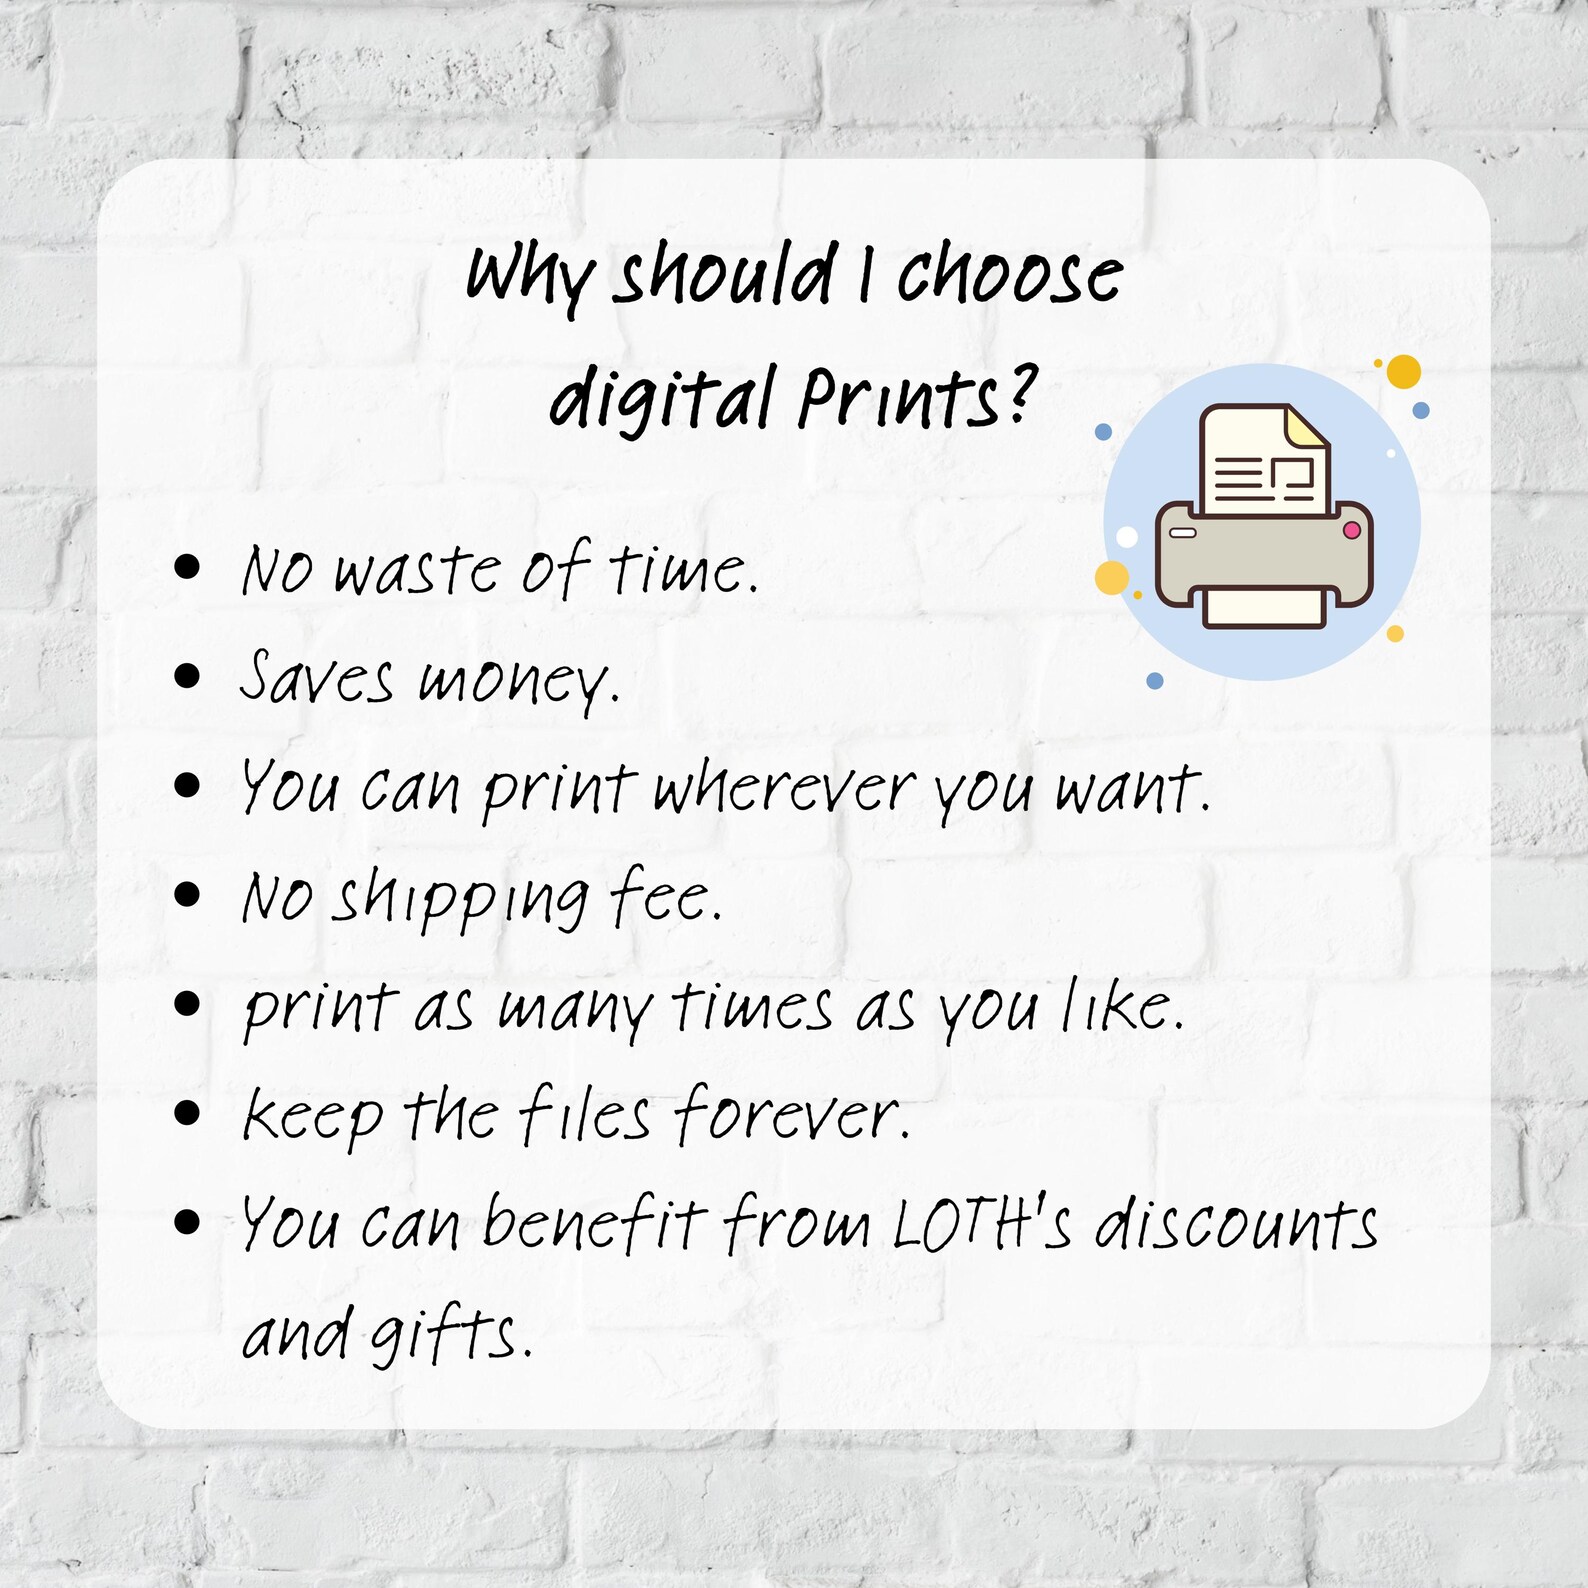 Why should I choose
digital Prints?
• No waste of time.
• Saves money.
• You can print wherever you want.
• No shipping fee.
• print as many times as you like.
• keep the files forever.
• You can benefit from LOTH's discounts
and gifts.